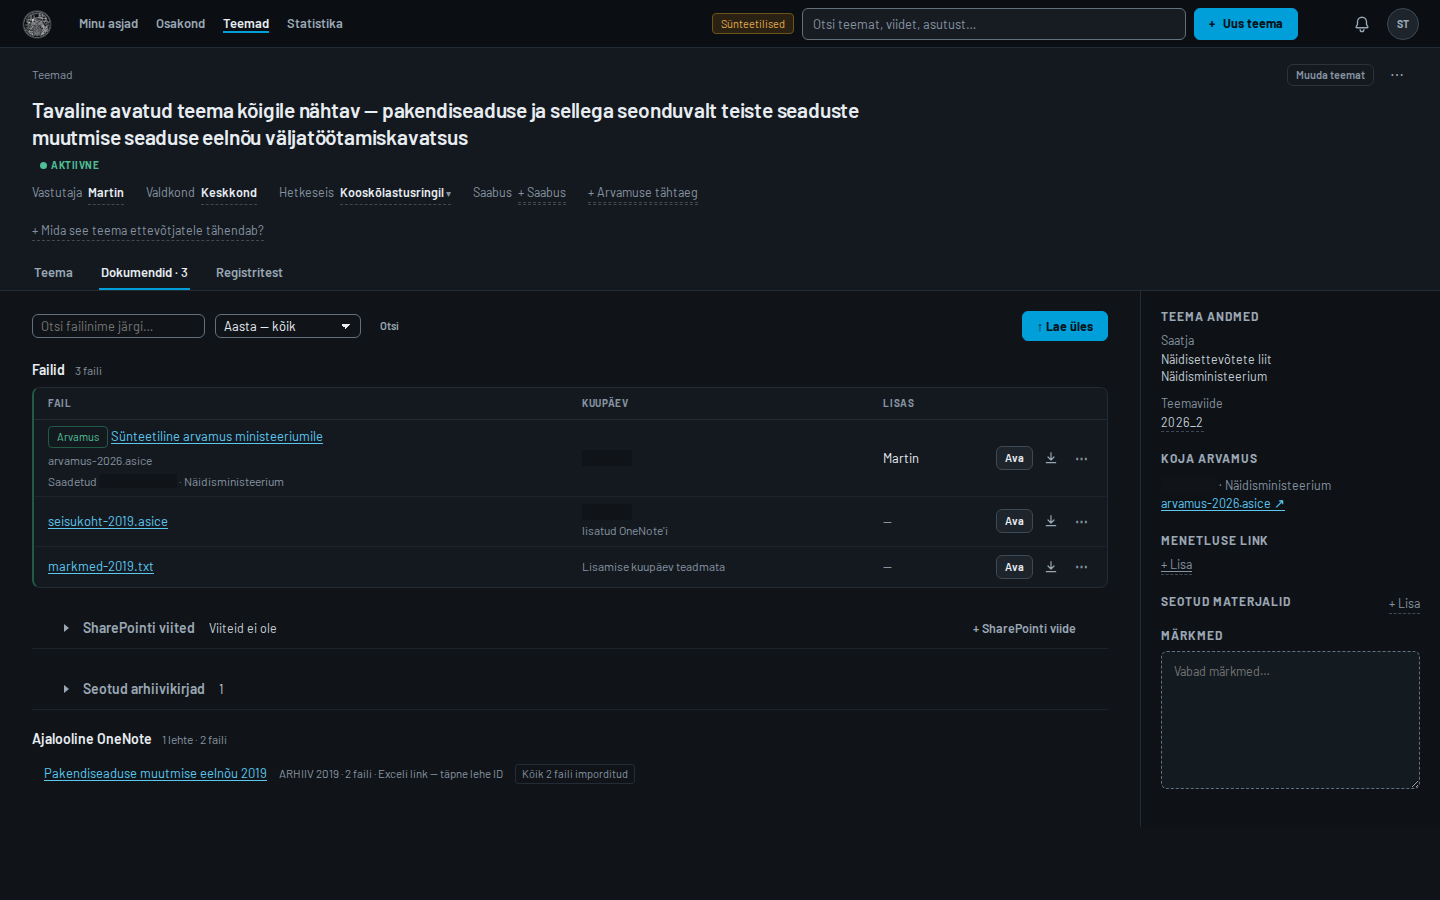 Minu asjad Osakond Teemad Statistika Sünteetilised Otsi teemat, viidet, asutust... + Uus teema ST
Teemad Muuda teemat ...
Tavaline avatud teema kõigile nähtav — pakendiseaduse ja sellega seonduvalt teiste seaduste
muutmise seaduse eelnõu väljatöötamiskavatsus
AKTIIVNE
Vastutaja Martin Valdkond Keskkond Hetkeseis Kooskõlastusringil ▾ Saabus + Saabus + Arvamuse tähtaeg
+ Mida see teema ettevõtjatele tähendab?
Teema Dokumendid · 3 Registritest
Otsi failinime järgi... Aasta — kõik Otsi ↑ Lae üles
Failid 3 faili
FAIL KUUPÄEV LISAS
Arvamus Sünteetiline arvamus ministeeriumile
arvamus-2026.asice Martin Ava ...
Saadetud · Näidisministeerium
seisukoht-2019.asice — Ava ...
lisatud OneNote'i
markmed-2019.txt Lisamise kuupäev teadmata — Ava ...
SharePointi viited Viiteid ei ole + SharePointi viide
Seotud arhiivikirjad 1
Ajalooline OneNote 1 lehte · 2 faili
Pakendiseaduse muutmise eelnõu 2019 ARHIIV 2019 · 2 faili · Exceli link — täpne lehe ID Kõik 2 faili imporditud
TEEMA ANDMED
Saatja
Näidisettevõtete liit
Näidisministeerium
Teemaviide
2026_2
KOJA ARVAMUS
· Näidisministeerium
arvamus-2026.asice ↗
MENETLUSE LINK
+ Lisa
SEOTUD MATERJALID + Lisa
MÄRKMED
Vabad märkmed...